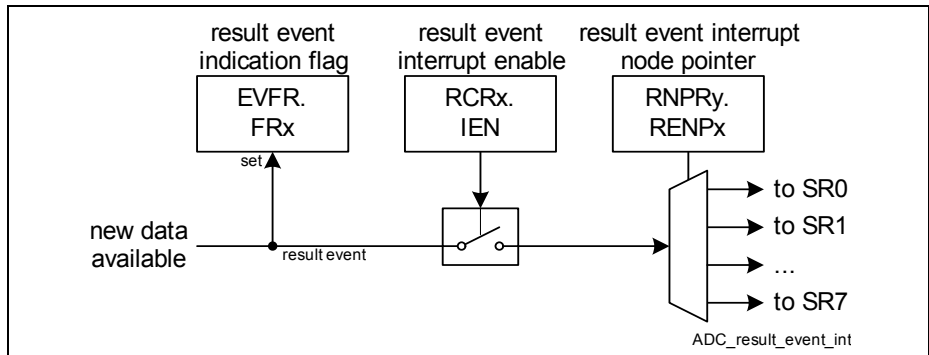 result event
indication flag
result event
interrupt enable
result event interrupt
node pointer
EVFR.
FRx
RCRx.
IEN
RNPRy.
RENPx
set
new data
available
result event
to SR0
to SR1
...
to SR7
ADC_result_event_int